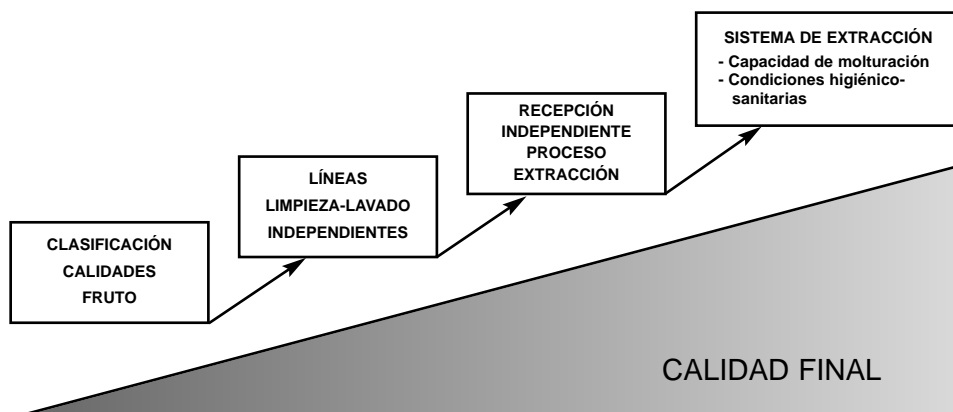 CLASIFICACIÓN
CALIDADES
FRUTO
LÍNEAS
LIMPIEZA-LAVADO
INDEPENDIENTES
RECEPCIÓN
INDEPENDIENTE
PROCESO
EXTRACCIÓN
SISTEMA DE EXTRACCIÓN
- Capacidad de molturación
- Condiciones higiénico-
sanitarias
CALIDAD FINAL